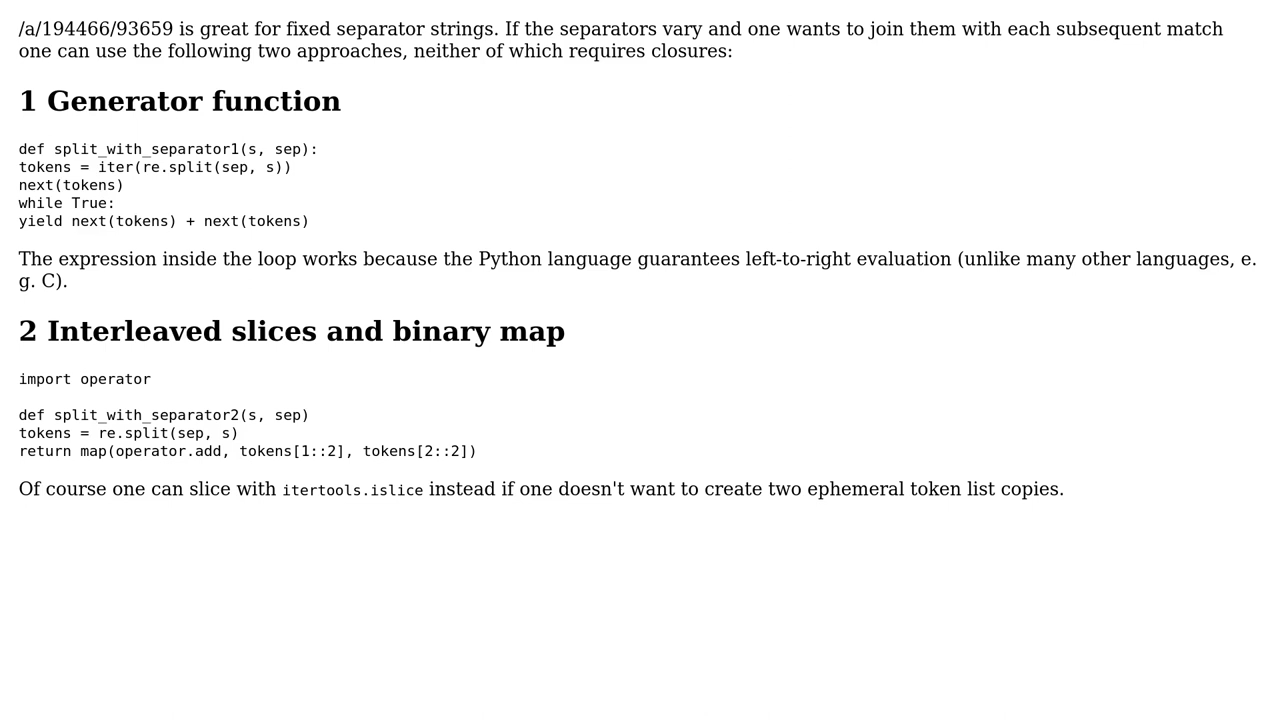 /a/194466/93659 is great for fixed separator strings. If the separators vary and one wants to join them with each subsequent match
one can use the following two approaches, neither of which requires closures:
1 Generator function
def split_with_separator1(s, sep):
tokens = iter(re.split(sep, s))
next(tokens)
while True:
yield next(tokens) + next(tokens)
The expression inside the loop works because the Python language guarantees left-to-right evaluation (unlike many other languages, e.
g. C).
2 Interleaved slices and binary map
import operator
def split_with_separator2(s, sep)
tokens = re.split(sep, s)
return map(operator.add, tokens[1::2], tokens[2::2])
Of course one can slice with itertools.islice instead if one doesn't want to create two ephemeral token list copies.